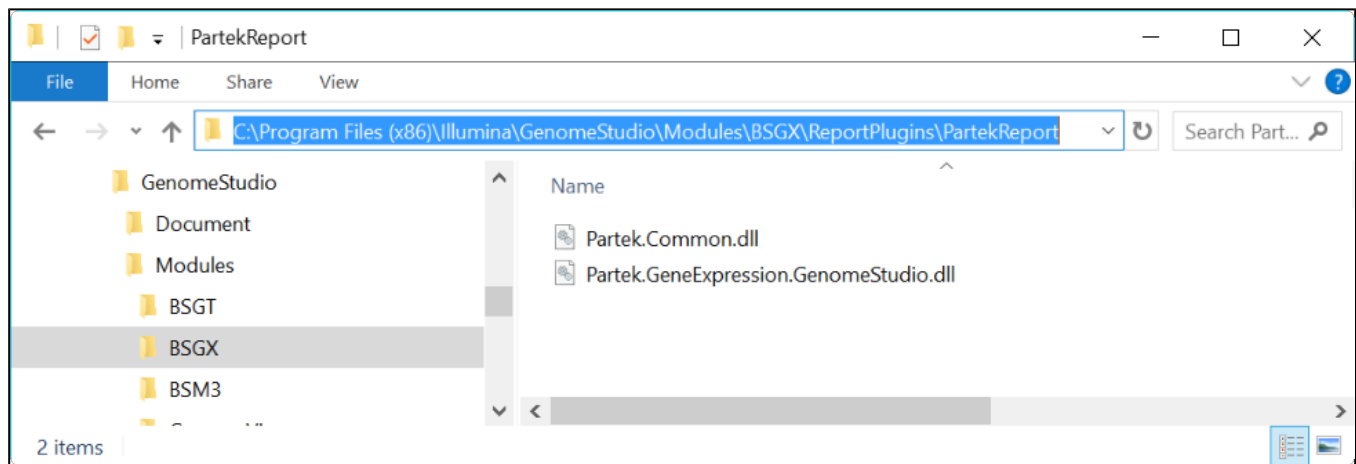 PartekReport
File Home Share View
C:\Program Files (x86)\Illumina\GenomeStudio\Modules\BSGX\ReportPlugins\PartekReport Search Part...
GenomeStudio
Document
Modules
BSGT
BSGX
BSM3
Name
Partek.Common.dll
Partek.GeneExpression.GenomeStudio.dll
2 items